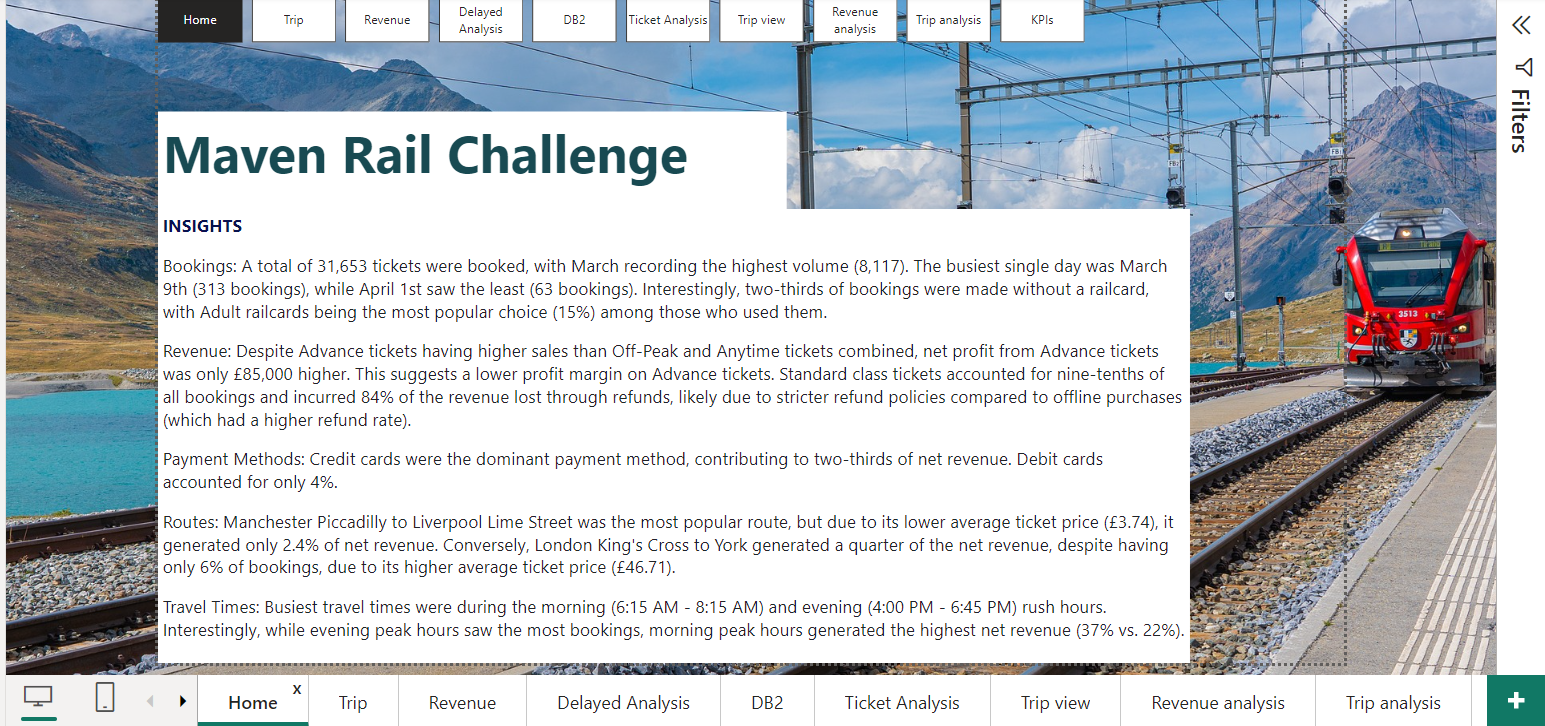 Home
Trip
Revenue
Delayed
Analysis
DB2
Ticket Analysis
Trip view
Revenue
analysis
Trip analysis
KPIs
Filters
Maven Rail Challenge
INSIGHTS
Bookings: A total of 31,653 tickets were booked, with March recording the highest volume (8,117). The busiest single day was March
9th (313 bookings), while April 1st saw the least (63 bookings). Interestingly, two-thirds of bookings were made without a railcard,
with Adult railcards being the most popular choice (15%) among those who used them.
Revenue: Despite Advance tickets having higher sales than Off-Peak and Anytime tickets combined, net profit from Advance tickets
was only £85,000 higher. This suggests a lower profit margin on Advance tickets. Standard class tickets accounted for nine-tenths of
all bookings and incurred 84% of the revenue lost through refunds, likely due to stricter refund policies compared to offline purchases
(which had a higher refund rate).
Payment Methods: Credit cards were the dominant payment method, contributing to two-thirds of net revenue. Debit cards
accounted for only 4%.
Routes: Manchester Piccadilly to Liverpool Lime Street was the most popular route, but due to its lower average ticket price (£3.74), it
generated only 2.4% of net revenue. Conversely, London King's Cross to York generated a quarter of the net revenue, despite having
only 6% of bookings, due to its higher average ticket price (£46.71).
Travel Times: Busiest travel times were during the morning (6:15 AM - 8:15 AM) and evening (4:00 PM - 6:45 PM) rush hours.
Interestingly, while evening peak hours saw the most bookings, morning peak hours generated the highest net revenue (37% vs. 22%).
3513
Home
x
Trip
Revenue
Delayed Analysis
DB2
Ticket Analysis
Trip view
Revenue analysis
Trip analysis